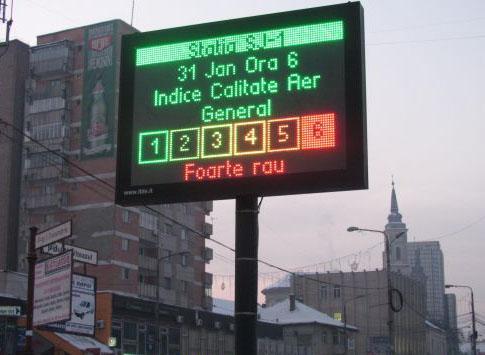 Statia SJ-1
31 Jan Ora 6
Indice Calitate Aer
General
1 2 3 4 5 6
Foarte rau